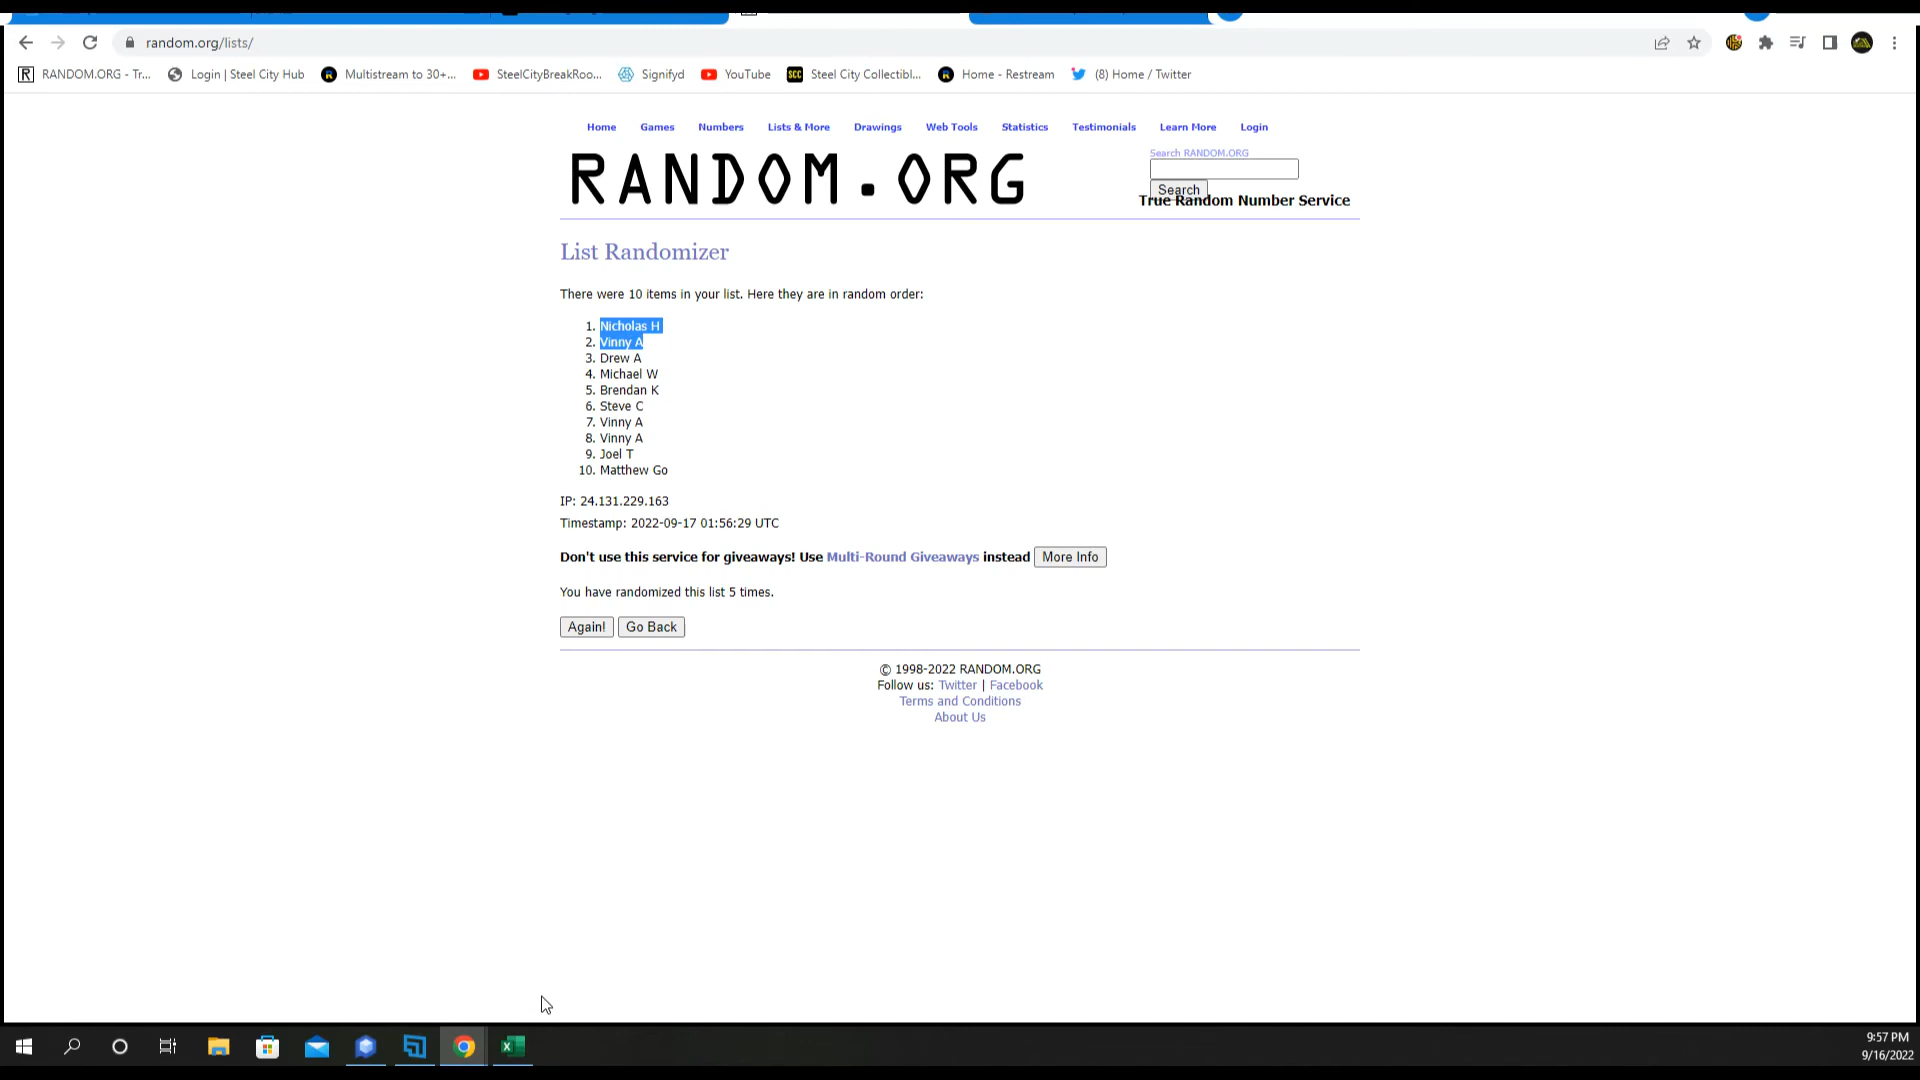 random.org/lists/
RANDOM.ORG - Tr...
Login | Steel City Hub
Multistream to 30+...
SteelCityBreakRoo...
Signifyd
YouTube
SCC
Steel City Collectibl...
Home - Restream
(8) Home / Twitter
Home
Games
Numbers
Lists & More
Drawings
Web Tools
Statistics
Testimonials
Learn More
Login
RANDOM.ORG
Search RANDOM.ORG
Search
True Random Number Service
List Randomizer
There were 10 items in your list. Here they are in random order:
1. Nicholas H
2. Vinny A
3. Drew A
4. Michael W
5. Brendan K
6. Steve C
7. Vinny A
8. Vinny A
9. Joel T
10. Matthew Go
IP: 24.131.229.163
Timestamp: 2022-09-17 01:56:29 UTC
Don't use this service for giveaways! Use Multi-Round Giveaways instead More Info
You have randomized this list 5 times.
Again! Go Back
© 1998-2022 RANDOM.ORG
Follow us: Twitter | Facebook
Terms and Conditions
About Us
9:57 PM
9/16/2022